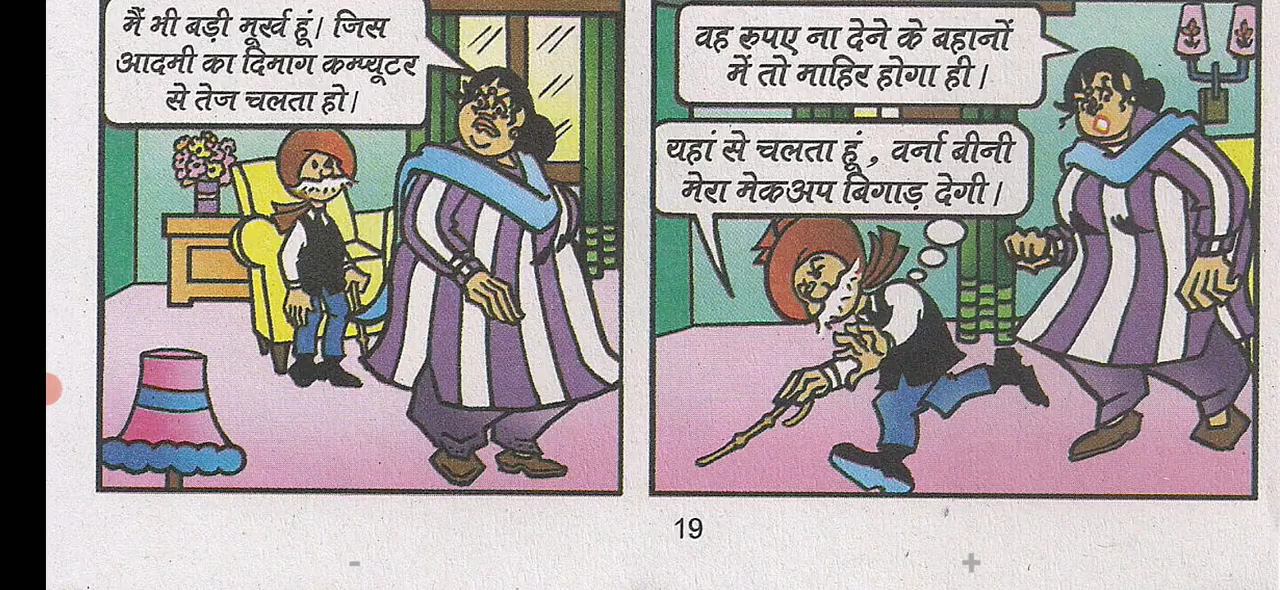 मैं भी बड़ी मूर्ख हूं। जिस
आदमी का दिमाग कम्प्यूटर
से तेज चलता हो।
वह रुपए ना देने के बहानों
में तो माहिर होगा ही।
यहां से चलता हूं, वर्ना बीनी
मेरा मेकअप बिगाड़ देगी।
19
-
+